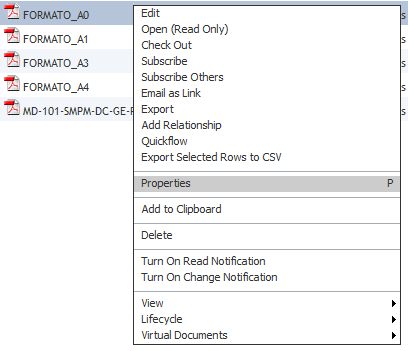 FORMATO_A0
FORMATO_A1
FORMATO_A3
FORMATO_A4
MD-101-SMPM-DC-GE-
Edit
Open (Read Only)
Check Out
Subscribe
Subscribe Others
Email as Link
Export
Add Relationship
Quickflow
Export Selected Rows to CSV
Properties P
Add to Clipboard
Delete
Turn On Read Notification
Turn On Change Notification
View
Lifecycle
Virtual Documents